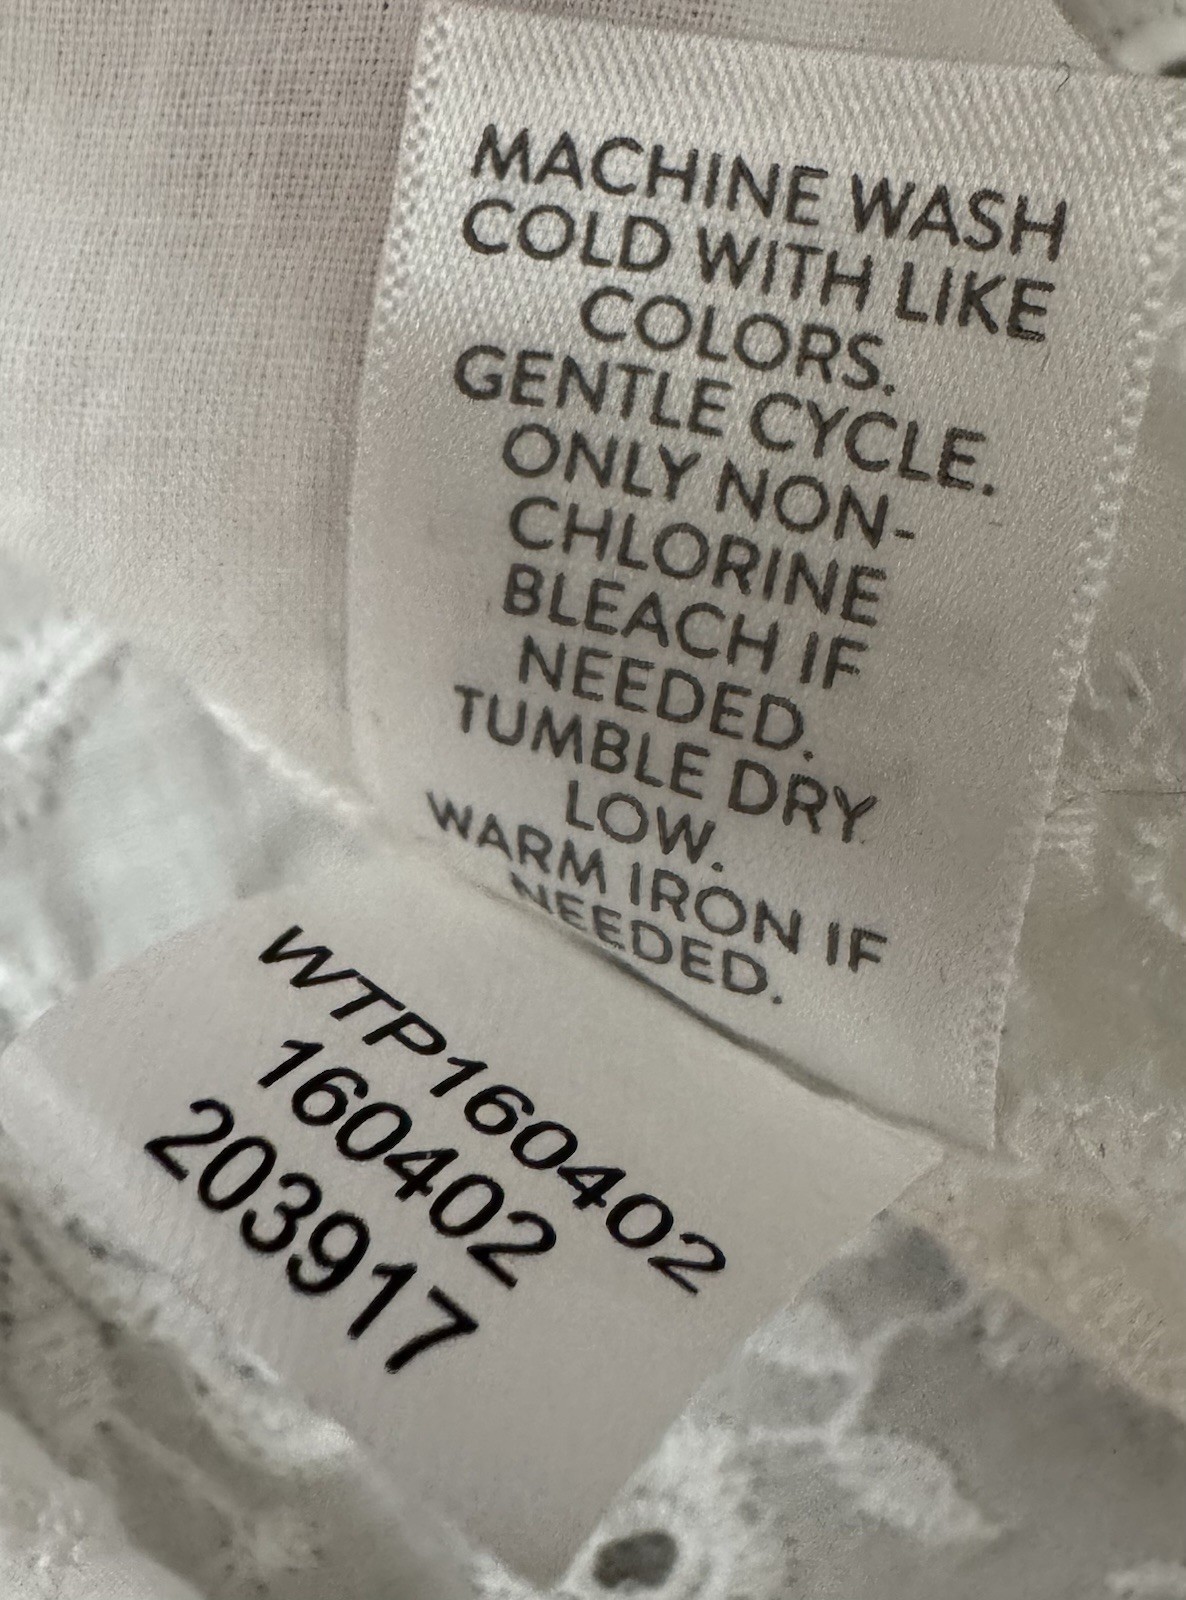 MACHINE WASH
COLD WITH LIKE
COLORS.
GENTLE CYCLE.
ONLY NON-
CHLORINE
BLEACH IF
NEEDED.
TUMBLE DRY
LOW.
WARM IRON IF
NEEDED.
WTP160402
160402
203917